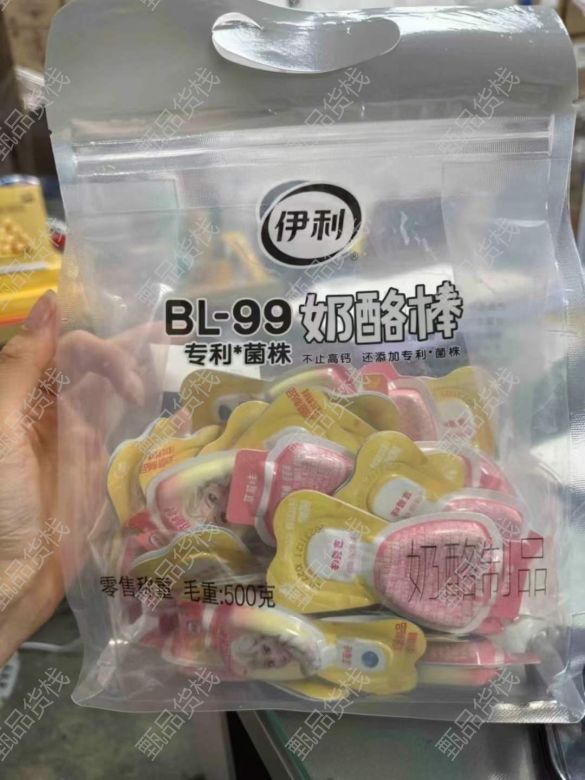 伊利
®
BL-99 奶酪棒
专利*菌株 不止高钙 还添加专利*菌株
零售称重 毛重:500克
奶酪制品
甄品货栈